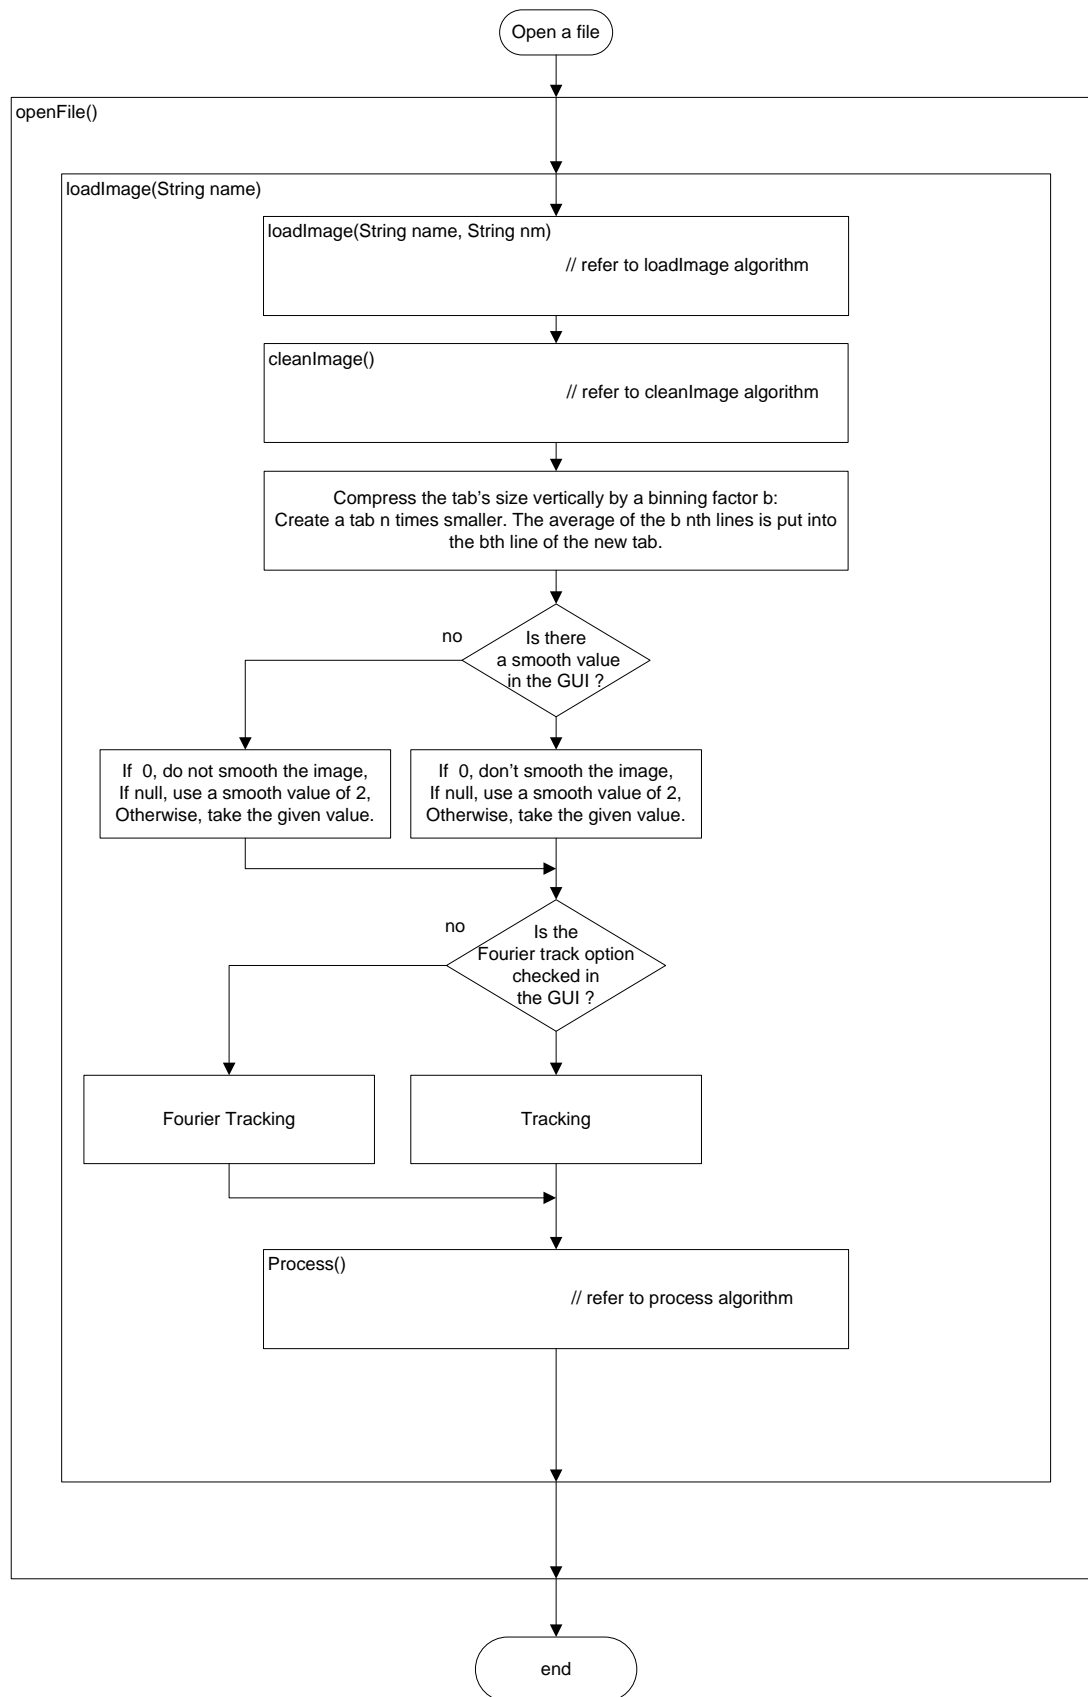 Open a file
openFile()
loadImage(String name)
loadImage(String name, String nm)
// refer to loadImage algorithm
cleanImage()
// refer to cleanImage algorithm
Compress the tab's size vertically by a binning factor b:
Create a tab n times smaller. The average of the b nth lines is put into
the bth line of the new tab.
no
Is there
a smooth value
in the GUI ?
If  0, do not smooth the image,
If null, use a smooth value of 2,
Otherwise, take the given value.
If  0, don't smooth the image,
If null, use a smooth value of 2,
Otherwise, take the given value.
no
Is the
Fourier track option
checked in
the GUI ?
Fourier Tracking
Tracking
Process()
// refer to process algorithm
end